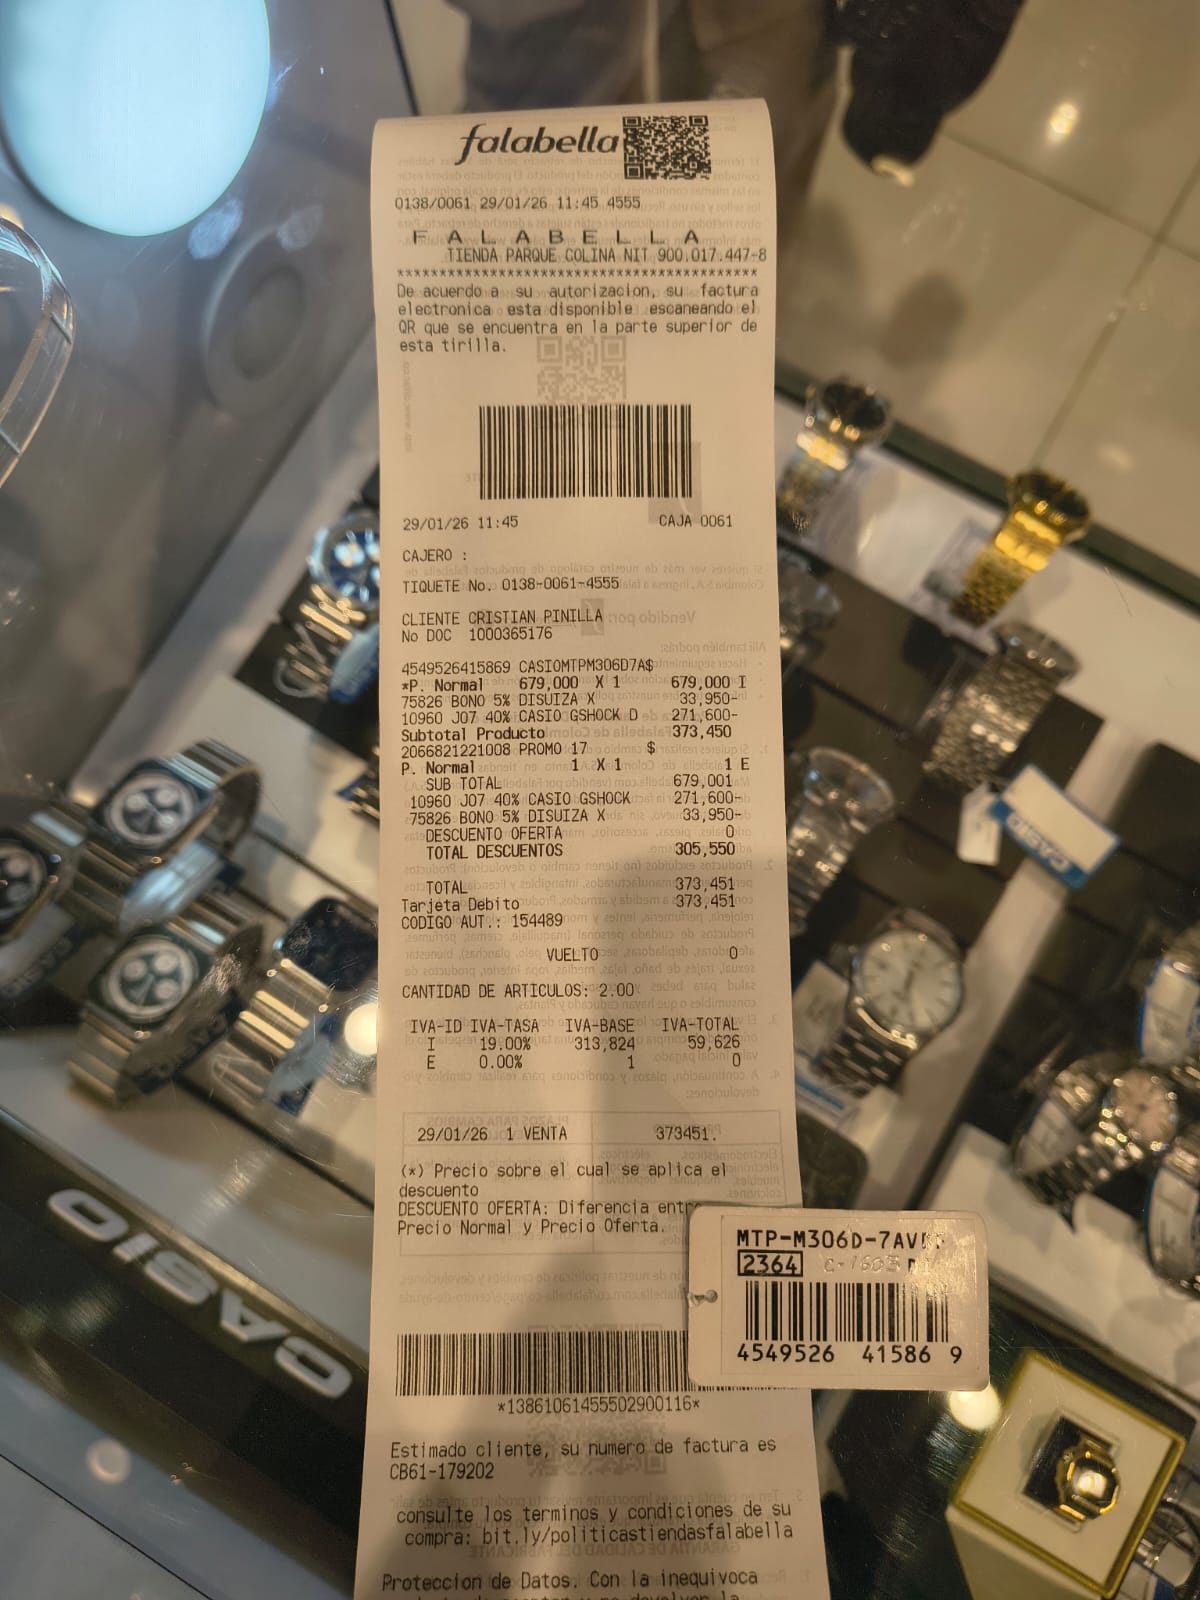 falabella
0138/0061 29/01/26 11:45 4555
F A L A B E L L A
TIENDA PARQUE COLINA NIT 900.017.447-8
******************************************
De acuerdo a su autorizacion, su factura
electronica esta disponible escaneando el
QR que se encuentra en la parte superior de
esta tirilla.
29/01/26 11:45 CAJA 0061
CAJERO :
TIQUETE No. 0138-0061-4555
CLIENTE CRISTIAN PINILLA
No DOC 1000365176
4549526415869 CASIOMTPM306D7A$
*P. Normal 679,000 X 1 679,000 I
75826 BONO 5% DISUIZA X 33,950-
10960 J07 40% CASIO GSHOCK D 271,600-
Subtotal Producto 373,450
2066821221008 PROMO 17 $
P. Normal 1 X 1 1 E
SUB TOTAL 679,001
10960 J07 40% CASIO GSHOCK 271,600-
75826 BONO 5% DISUIZA X 33,950-
DESCUENTO OFERTA 0
TOTAL DESCUENTOS 305,550
TOTAL 373,451
Tarjeta Debito 373,451
CODIGO AUT.: 154489
VUELTO 0
CANTIDAD DE ARTICULOS: 2.00
IVA-ID IVA-TASA IVA-BASE IVA-TOTAL
I 19.00% 313,824 59,626
E 0.00% 1 0
29/01/26 1 VENTA 373451.
(*) Precio sobre el cual se aplica el
descuento
DESCUENTO OFERTA: Diferencia entr
Precio Normal y Precio Oferta.
MTP-M306D-7AV
2364
4549526 41586 9
*13861061455502900116*
Estimado cliente, su numero de factura es
CB61-179202
consulte los terminos y condiciones de su
compra: bit.ly/politicastiendasfalabella
Proteccion de Datos. Con la inequivoca
CASIO
CASIO